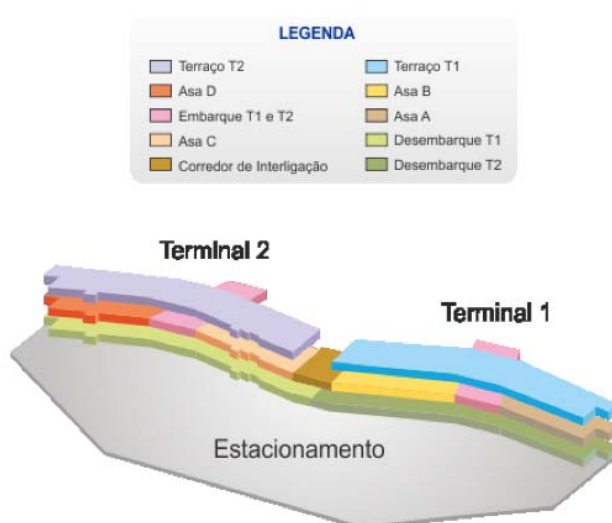 LEGENDA
Terraço T2
Terraço T1
Asa D
Asa B
Embarque T1 e T2
Asa A
Asa C
Desembarque T1
Corredor de Interligação
Desembarque T2
Terminal 2
Terminal 1
Estacionamento